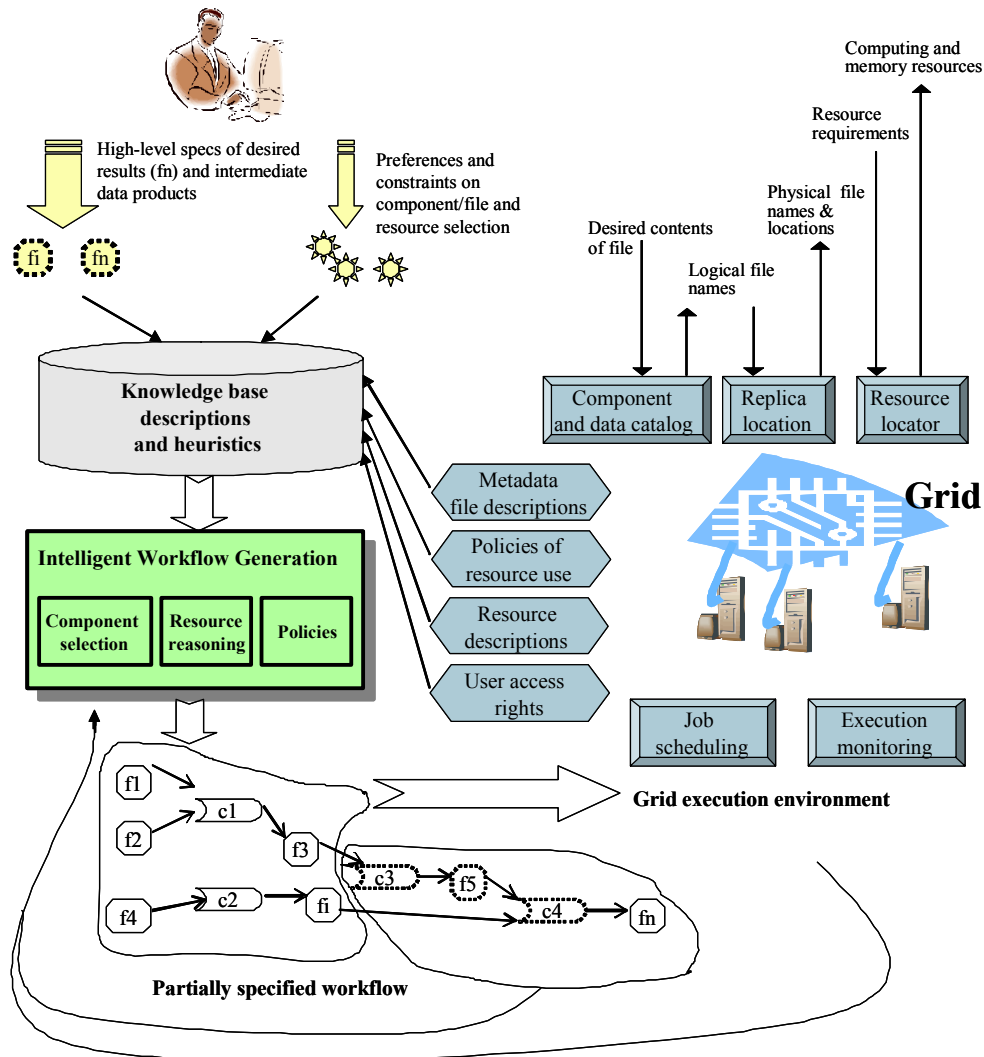 Computing and
memory resources
Resource
requirements
High-level specs of desired
results (fn) and intermediate
data products
Preferences and
constraints on
component/file and
resource selection
Physical file
names &
locations
Desired contents
of file
Logical file
names
fi
fn
Knowledge base
descriptions
and heuristics
Component
and data catalog
Replica
location
Resource
locator
Metadata
file descriptions
Policies of
resource use
Resource
descriptions
User access
rights
Grid
Intelligent Workflow Generation
Component
selection
Resource
reasoning
Policies
Job
scheduling
Execution
monitoring
Grid execution environment
f1
c1
f2
f3
c3
f5
c2
fi
f4
c4
fn
Partially specified workflow